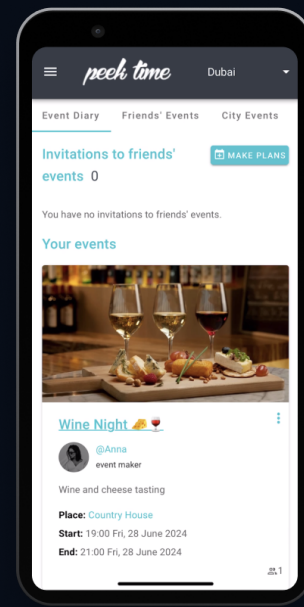 peek time
Dubai
Event Diary Friends' Events City Events
Invitations to friends'
events 0
MAKE PLANS
You have no invitations to friends' events.
Your events
Wine Night 🧀🍷
@Anna
event maker
Wine and cheese tasting
Place: Country House
Start: 19:00 Fri, 28 June 2024
End: 21:00 Fri, 28 June 2024
1